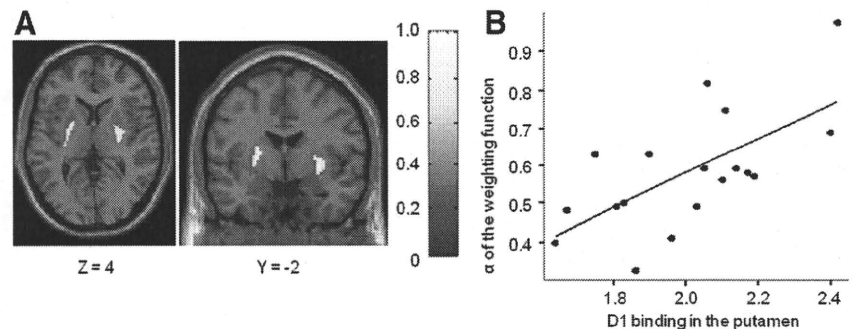 A
Z = 4
Y = -2
1.0
0.8
0.6
0.4
0.2
0
B
α of the weighting function
0.9
0.8
0.7
0.6
0.5
0.4
1.8
2.0
2.2
2.4
D1 binding in the putamen